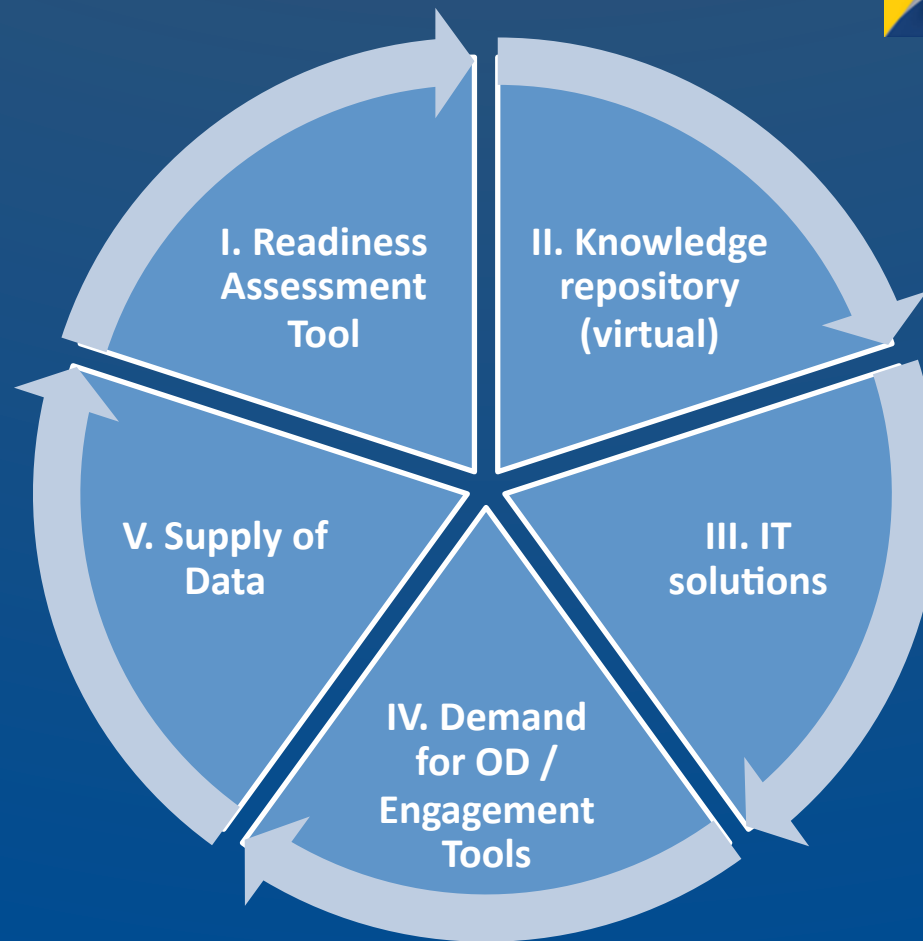 I. Readiness
Assessment
Tool
II. Knowledge
repository
(virtual)
III. IT
solutions
IV. Demand
for OD /
Engagement
Tools
V. Supply of
Data